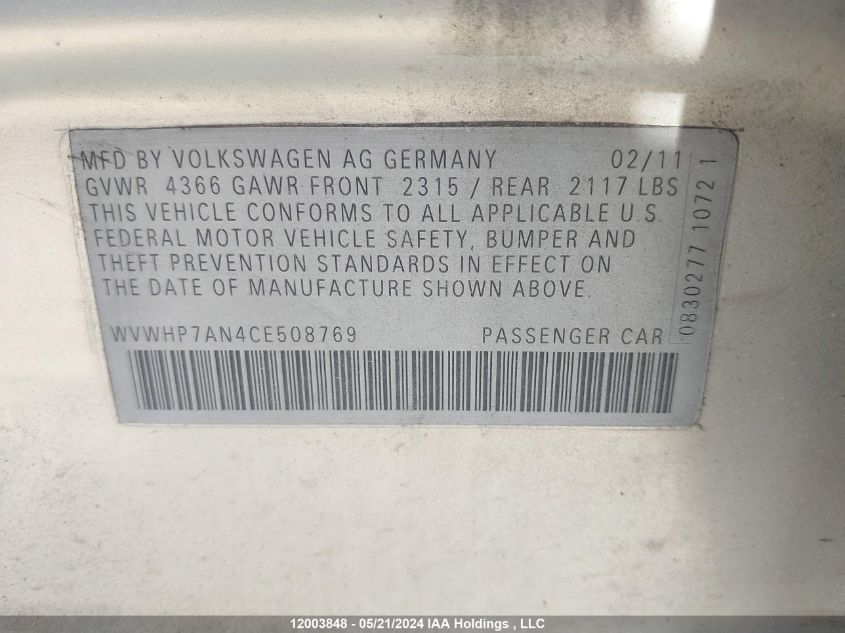 MFD BY VOLKSWAGEN AG GERMANY 02/11
GVWR 4366 GAWR FRONT 2315 / REAR 2117 LBS
THIS VEHICLE CONFORMS TO ALL APPLICABLE U.S.
FEDERAL MOTOR VEHICLE SAFETY, BUMPER AND
THEFT PREVENTION STANDARDS IN EFFECT ON
THE DATE OF MANUFACTURE SHOWN ABOVE.
WVWHP7AN4CE508769 PASSENGER CAR
0830277 1072 1
12003848 - 05/21/2024 IAA Holdings , LLC